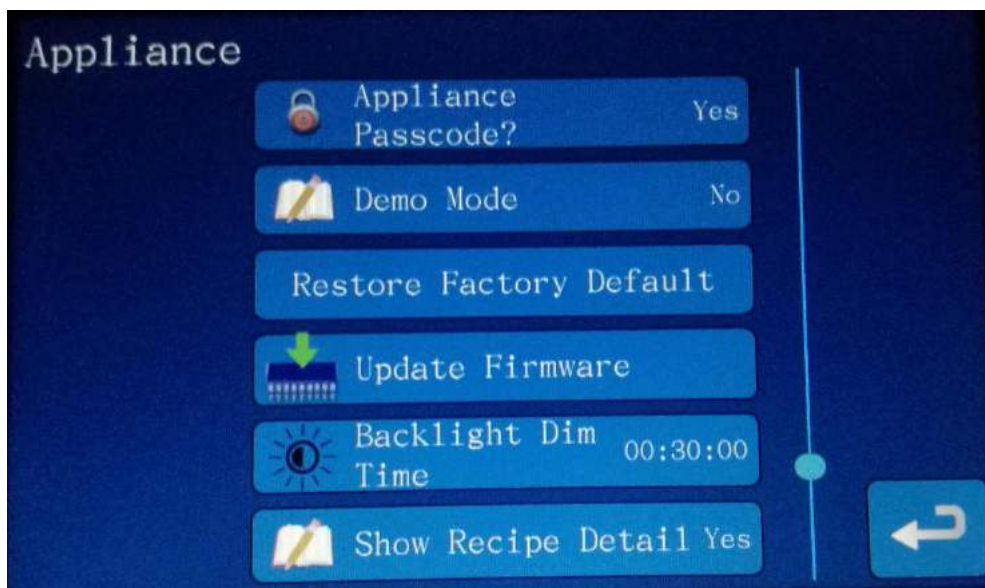 Appliance
Appliance
Passcode?
Yes
Demo Mode
No
Restore Factory Default
Update Firmware
Backlight Dim
Time
00:30:00
Show Recipe Detail
Yes